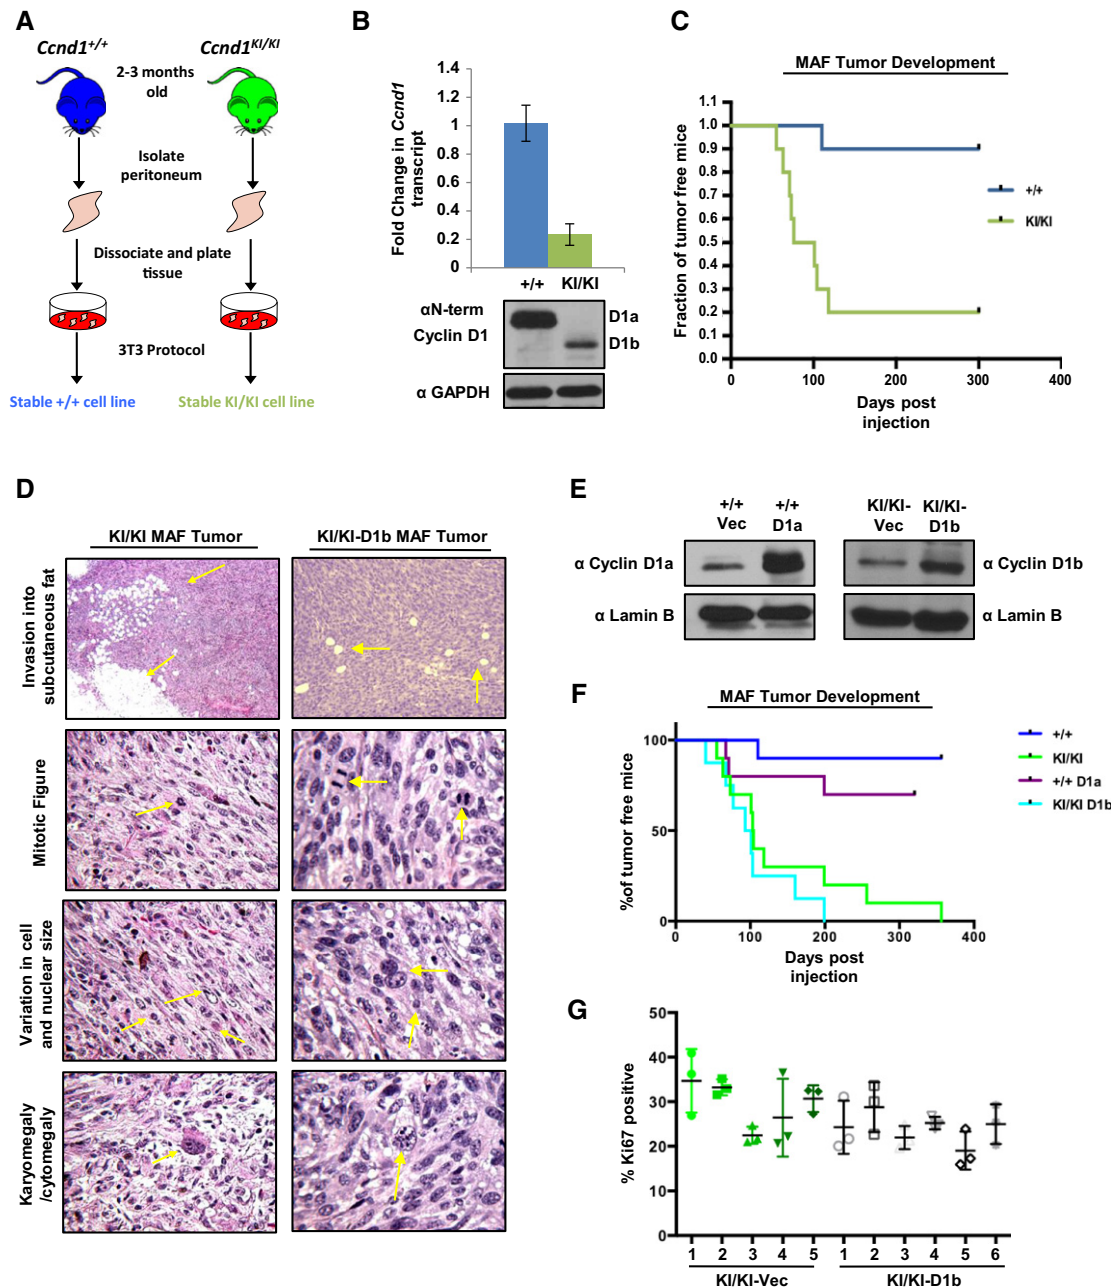 A
Ccnd1+/+
Ccnd1KI/KI
2-3 months
old
Isolate
peritoneum
Dissociate and plate
tissue
3T3 Protocol
Stable +/+ cell line
Stable KI/KI cell line
B
Fold Change in Ccnd1
transcript
1.4
1.2
1
0.8
0.6
0.4
0.2
0
+/+
KI/KI
αN-term
Cyclin D1
D1a
D1b
α GAPDH
C
MAF Tumor Development
Fraction of tumor free mice
1.1
1.0
0.9
0.8
0.7
0.6
0.5
0.4
0.3
0.2
0.1
0.0
0
100
200
300
400
Days post
injection
+/+
KI/KI
D
KI/KI MAF Tumor
KI/KI-D1b MAF Tumor
Invasion into
subcutaneous fat
Mitotic Figure
Variation in cell
and nuclear size
Karyomegaly
/cytomegaly
E
+/+
Vec
+/+
D1a
KI/KI-
Vec
KI/KI-
D1b
α Cyclin D1a
α Cyclin D1b
α Lamin B
α Lamin B
F
MAF Tumor Development
%of tumor free mice
100
50
0
0
100
200
300
400
Days post
injection
+/+
KI/KI
+/+ D1a
KI/KI D1b
G
% Ki67 positive
50
40
30
20
10
0
1
2
3
4
5
1
2
3
4
5
6
KI/KI-Vec
KI/KI-D1b